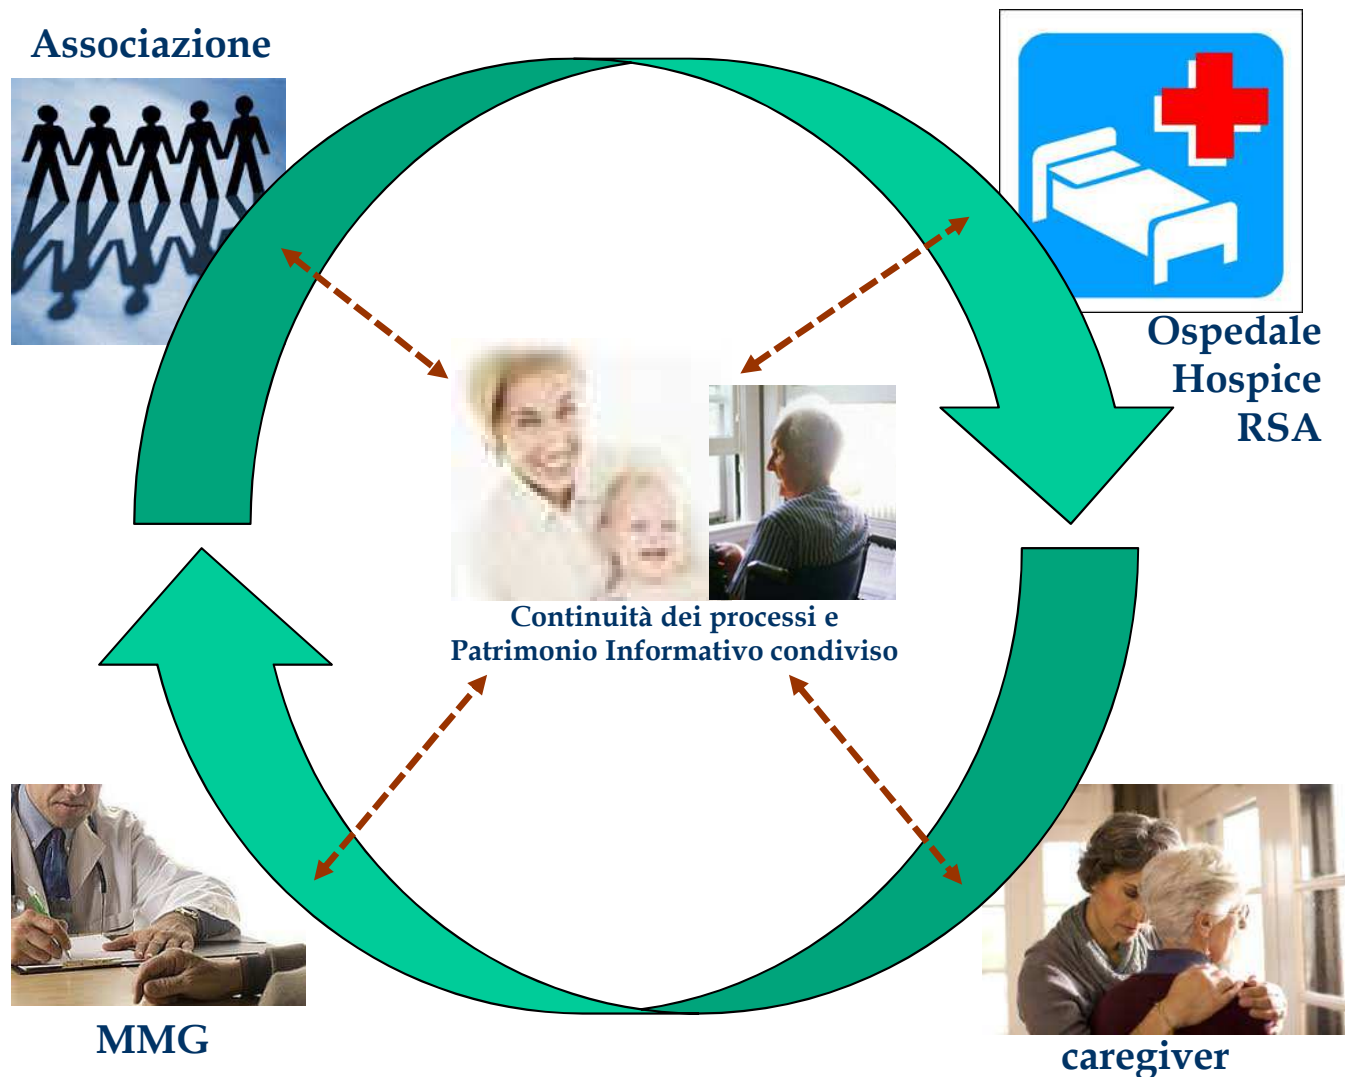 Associazione
Ospedale
Hospice
RSA
Continuità dei processi e
Patrimonio Informativo condiviso
MMG
caregiver